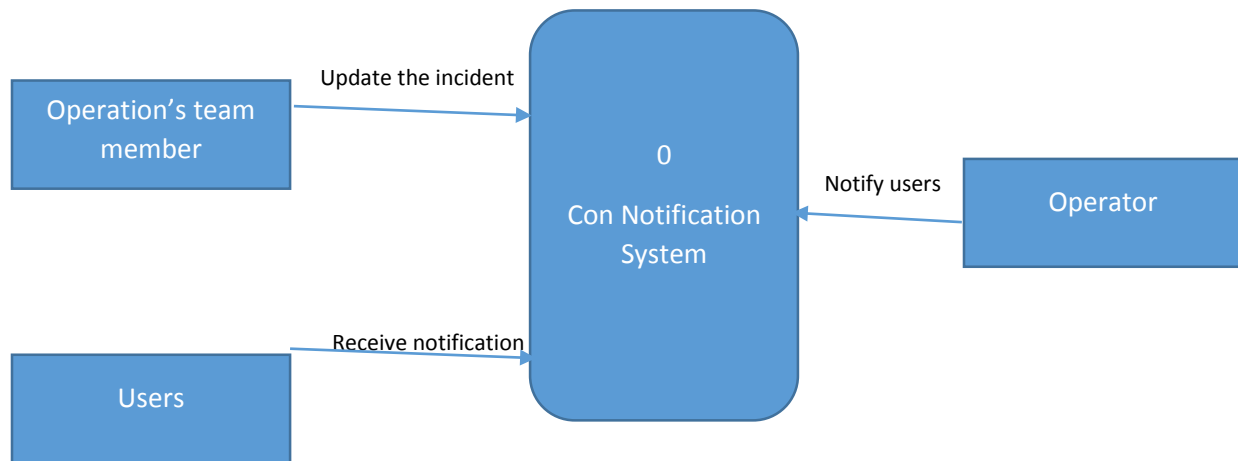 Update the incident
Operation’s team
member
0
Con Notification
System
Notify users
Operator
Receive notification
Users